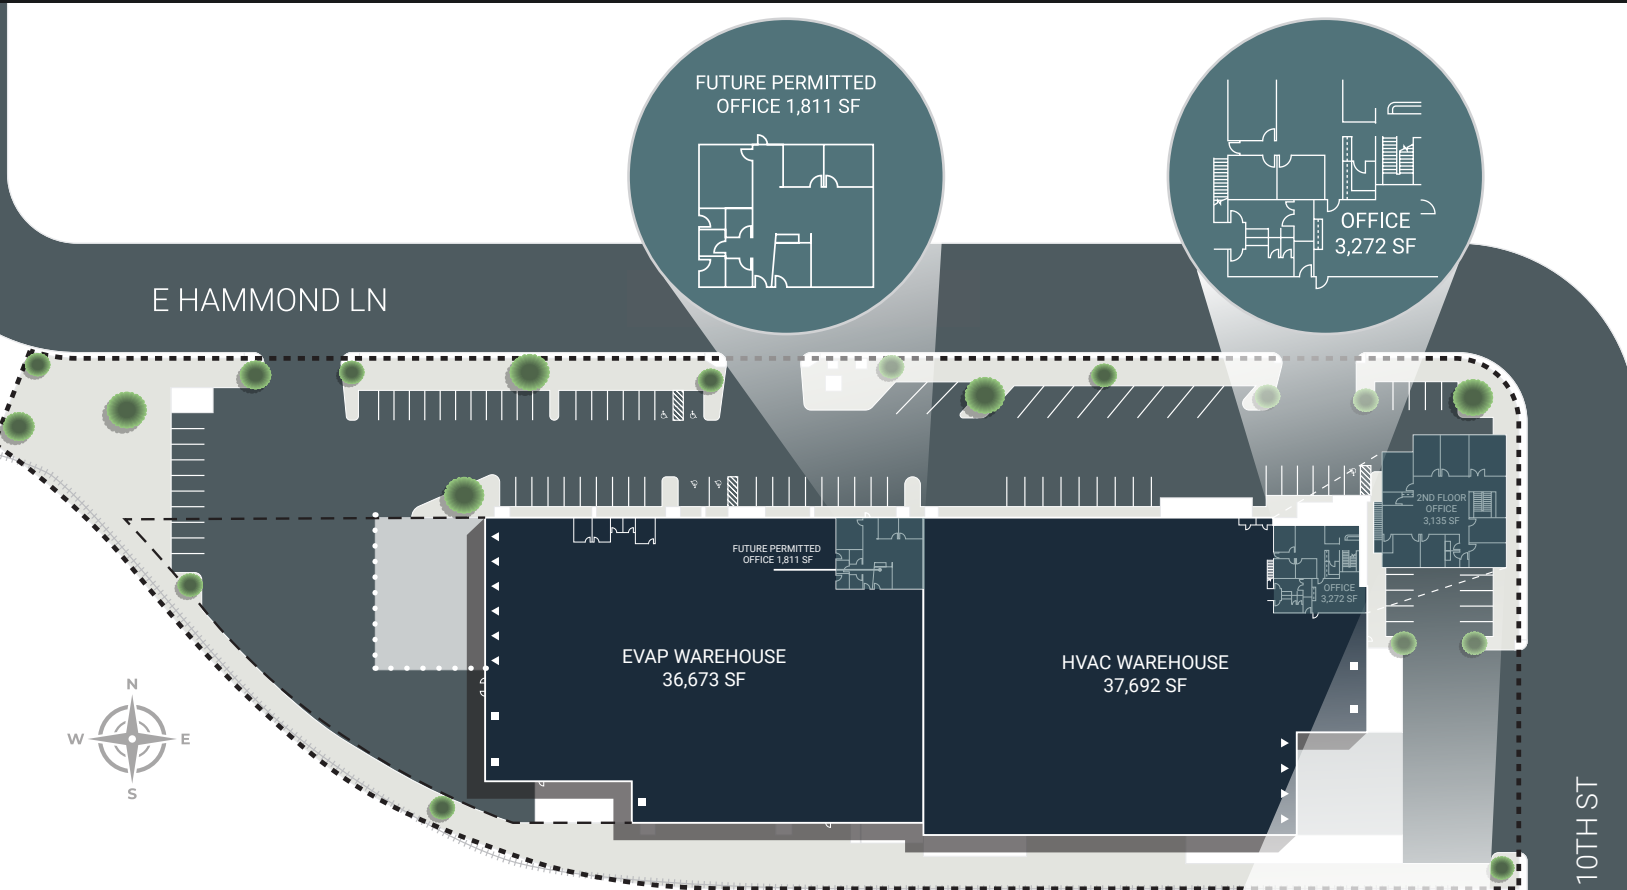 FUTURE PERMITTED
OFFICE 1,811 SF
OFFICE
3,272 SF
E HAMMOND LN
2ND FLOOR
OFFICE
3,135 SF
FUTURE PERMITTED
OFFICE 1,811 SF
OFFICE
3,272 SF
EVAP WAREHOUSE
36,673 SF
HVAC WAREHOUSE
37,692 SF
N
W
E
S
10TH ST